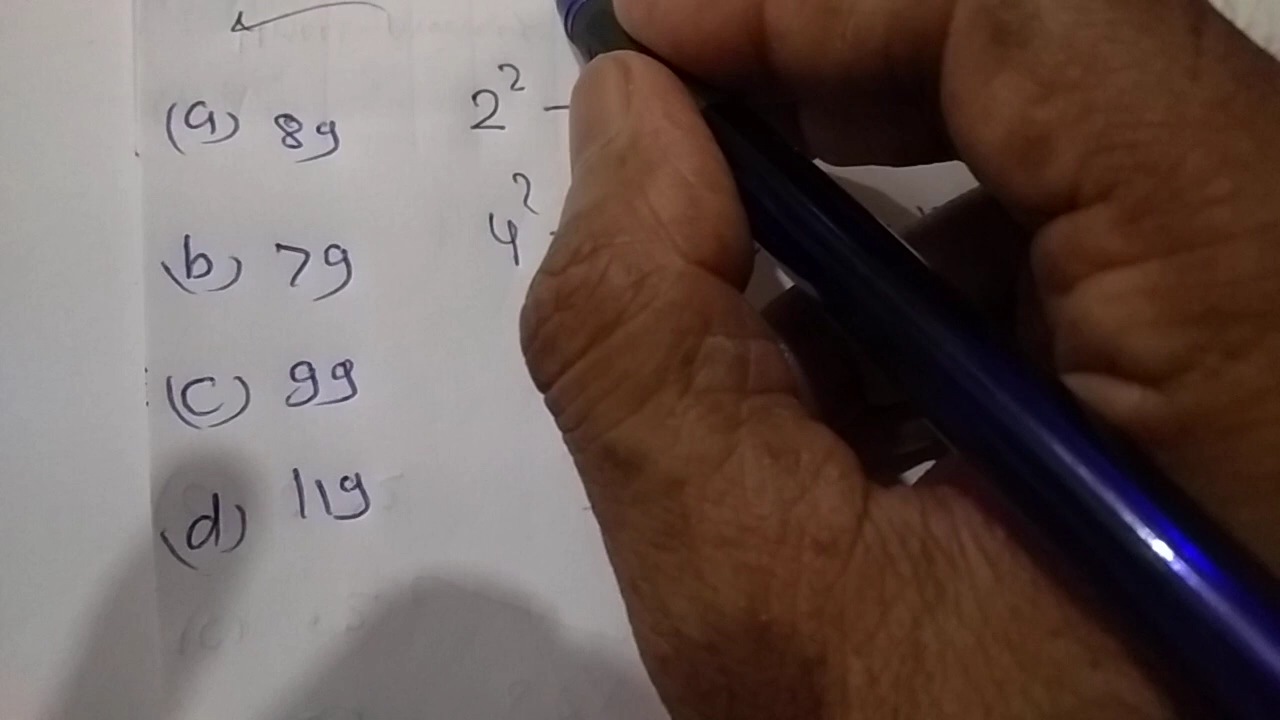 (a) 89
(b) 79
(c) 99
(d) 119
2² -
4² -